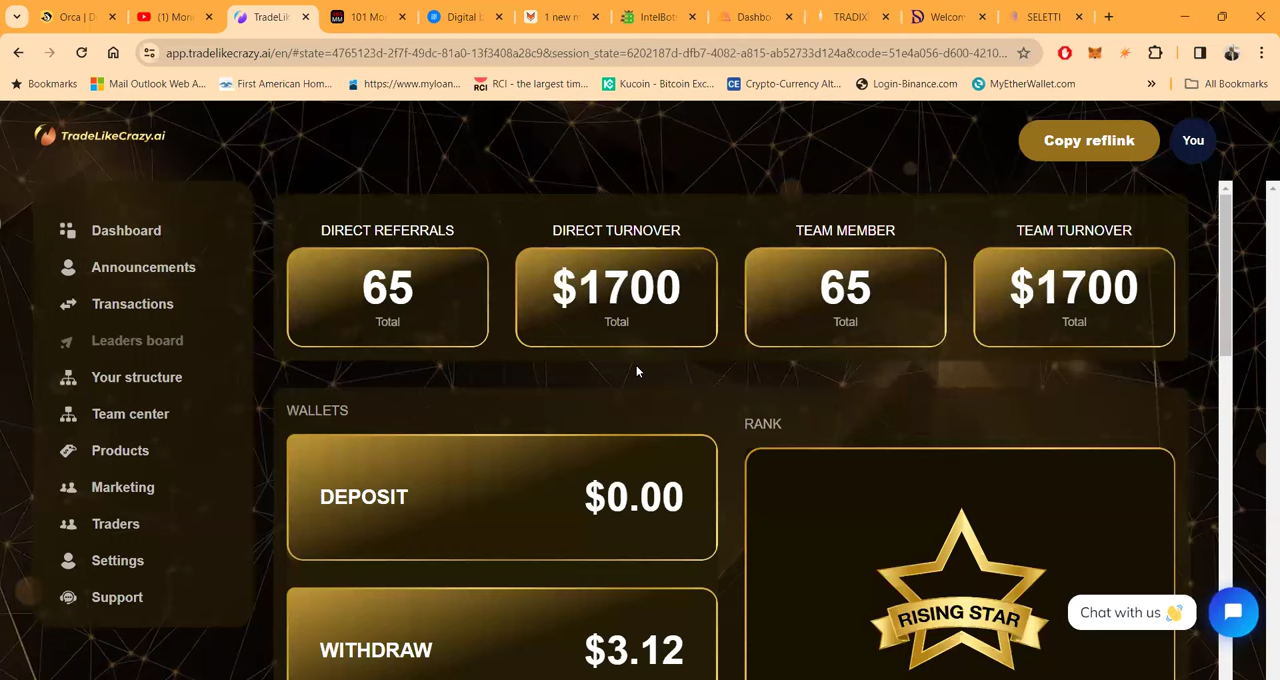 Orca | D
(1) Mor
TradeLik
101 Mo
Digital b
1 new m
IntelBot
Dashbo
TRADIX
Welcon
SELETTI
app.tradelikecrazy.ai/en/#state=4765123d-2f7f-49dc-81a0-13f3408a28c9&session_state=6202187d-dfb7-4082-a815-ab52733d124a&code=51e4a056-d600-4210...
Bookmarks
Mail Outlook Web A...
First American Hom...
https://www.myloan...
RCI - the largest tim...
Kucoin - Bitcoin Exc...
Crypto-Currency Alt...
Login-Binance.com
MyEtherWallet.com
All Bookmarks
TradeLikeCrazy.ai
Copy reflink
You
Dashboard
Announcements
Transactions
Leaders board
Your structure
Team center
Products
Marketing
Traders
Settings
Support
DIRECT REFERRALS
65
Total
DIRECT TURNOVER
$1700
Total
TEAM MEMBER
65
Total
TEAM TURNOVER
$1700
Total
WALLETS
DEPOSIT
$0.00
WITHDRAW
$3.12
RANK
RISING STAR
Chat with us 👋